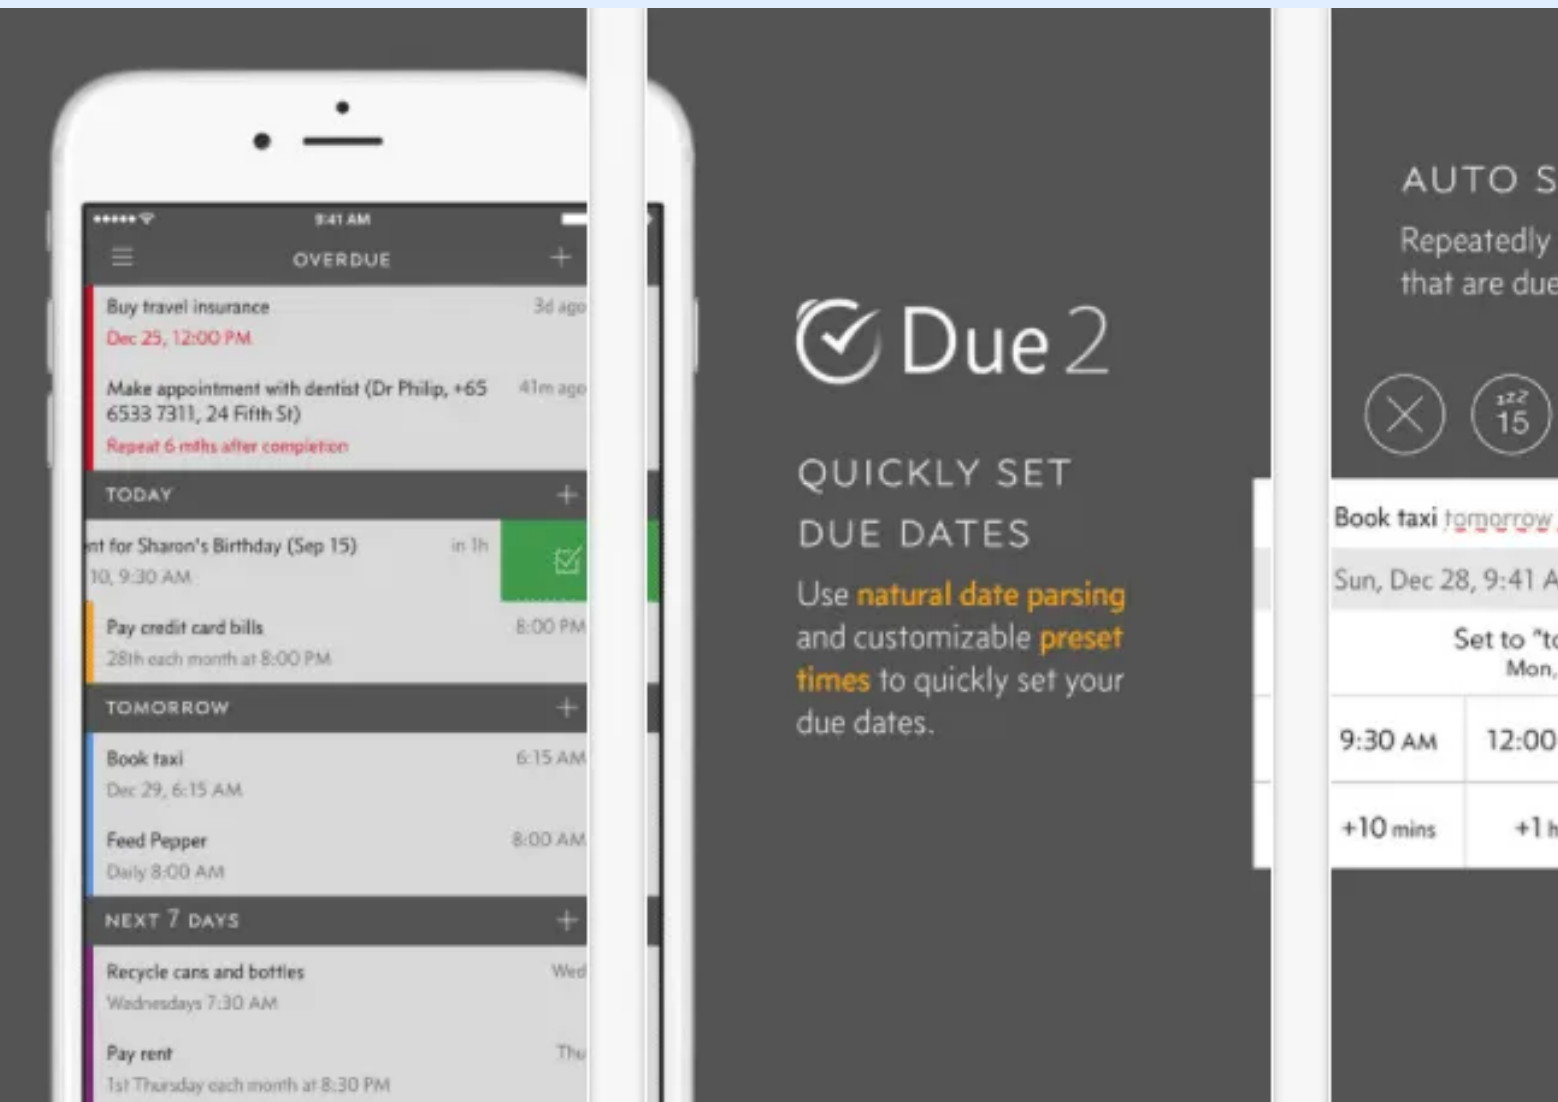 9:41 AM
OVERDUE +
Buy travel insurance 3d ago
Dec 25, 12:00 PM
Make appointment with dentist (Dr Philip, +65 41m ago
6533 7311, 24 Fifth St)
Repeat 6 mths after completion
TODAY +
nt for Sharon's Birthday (Sep 15) in 1h
10, 9:30 AM
Pay credit card bills 8:00 PM
28th each month at 8:00 PM
TOMORROW +
Book taxi 6:15 AM
Dec 29, 6:15 AM
Feed Pepper 8:00 AM
Daily 8:00 AM
NEXT 7 DAYS +
Recycle cans and bottles Wed
Wednesdays 7:30 AM
Pay rent Thu
1st Thursday each month at 8:30 PM
Due 2
QUICKLY SET
DUE DATES
Use natural date parsing
and customizable preset
times to quickly set your
due dates.
AUTO S
Repeatedly
that are due
zzz
15
Book taxi tomorrow
Sun, Dec 28, 9:41 A
Set to "to
Mon,
9:30 AM 12:00
+10 mins +1 h